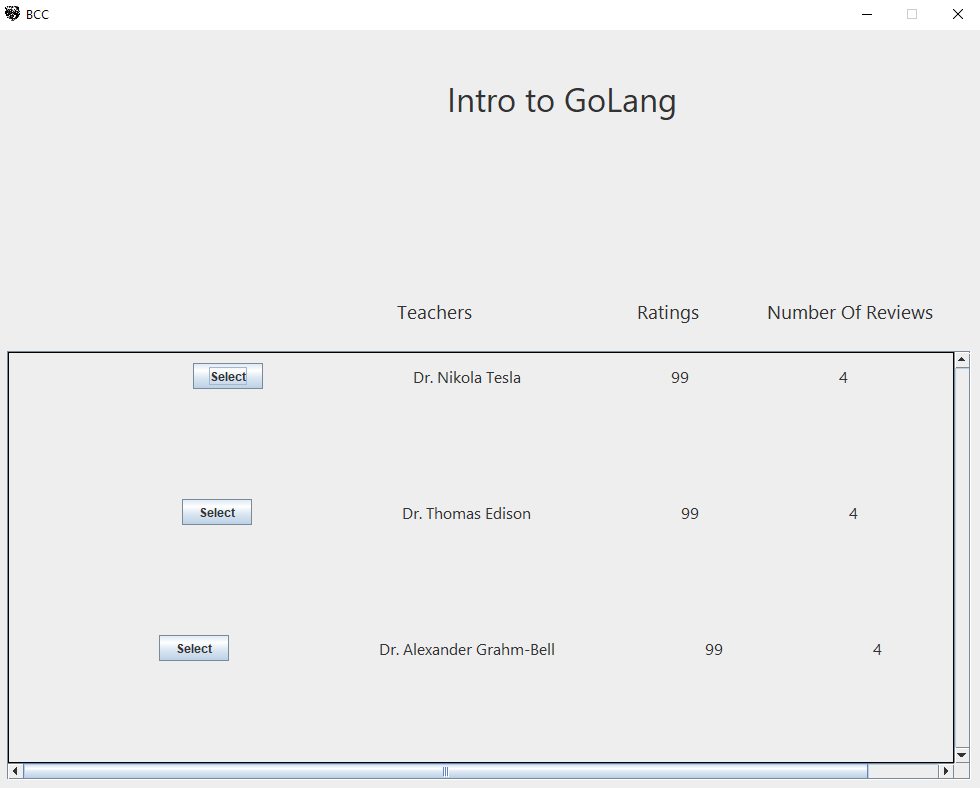 BCC
Intro to GoLang
Teachers Ratings Number Of Reviews
Select Dr. Nikola Tesla 99 4
Select Dr. Thomas Edison 99 4
Select Dr. Alexander Grahm-Bell 99 4